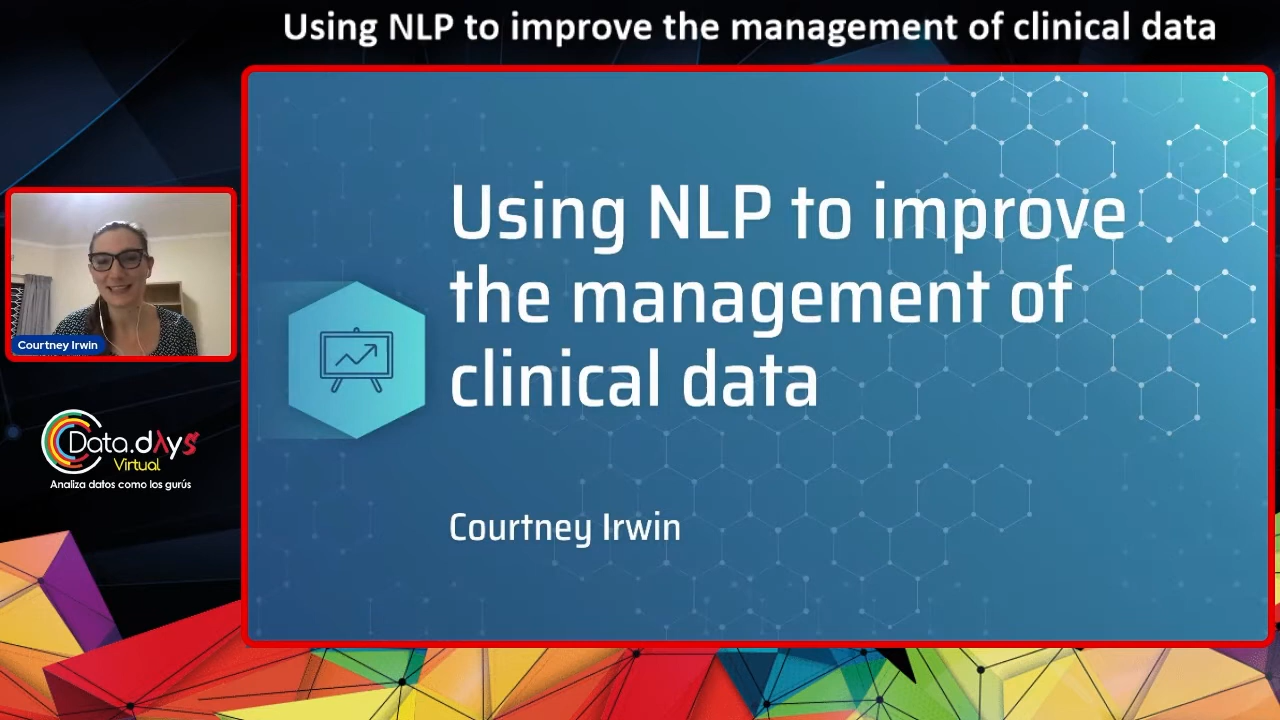 Using NLP to improve the management of clinical data
Using NLP to improve
the management of
clinical data
Courtney Irwin
Courtney Irwin
Data.dλys
Virtual
Analiza datos como los gurús